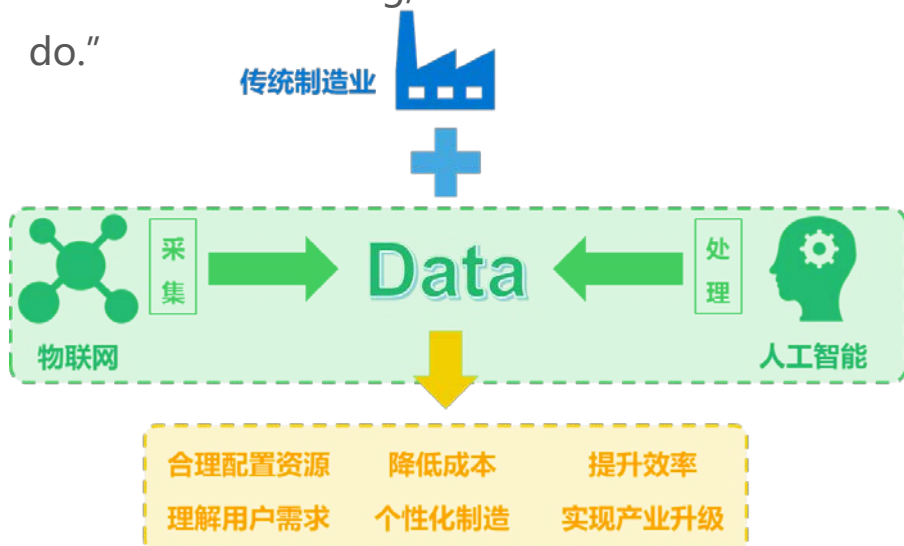 do.”
传统制造业
采集
Data
处理
物联网
人工智能
合理配置资源 降低成本 提升效率
理解用户需求 个性化制造 实现产业升级